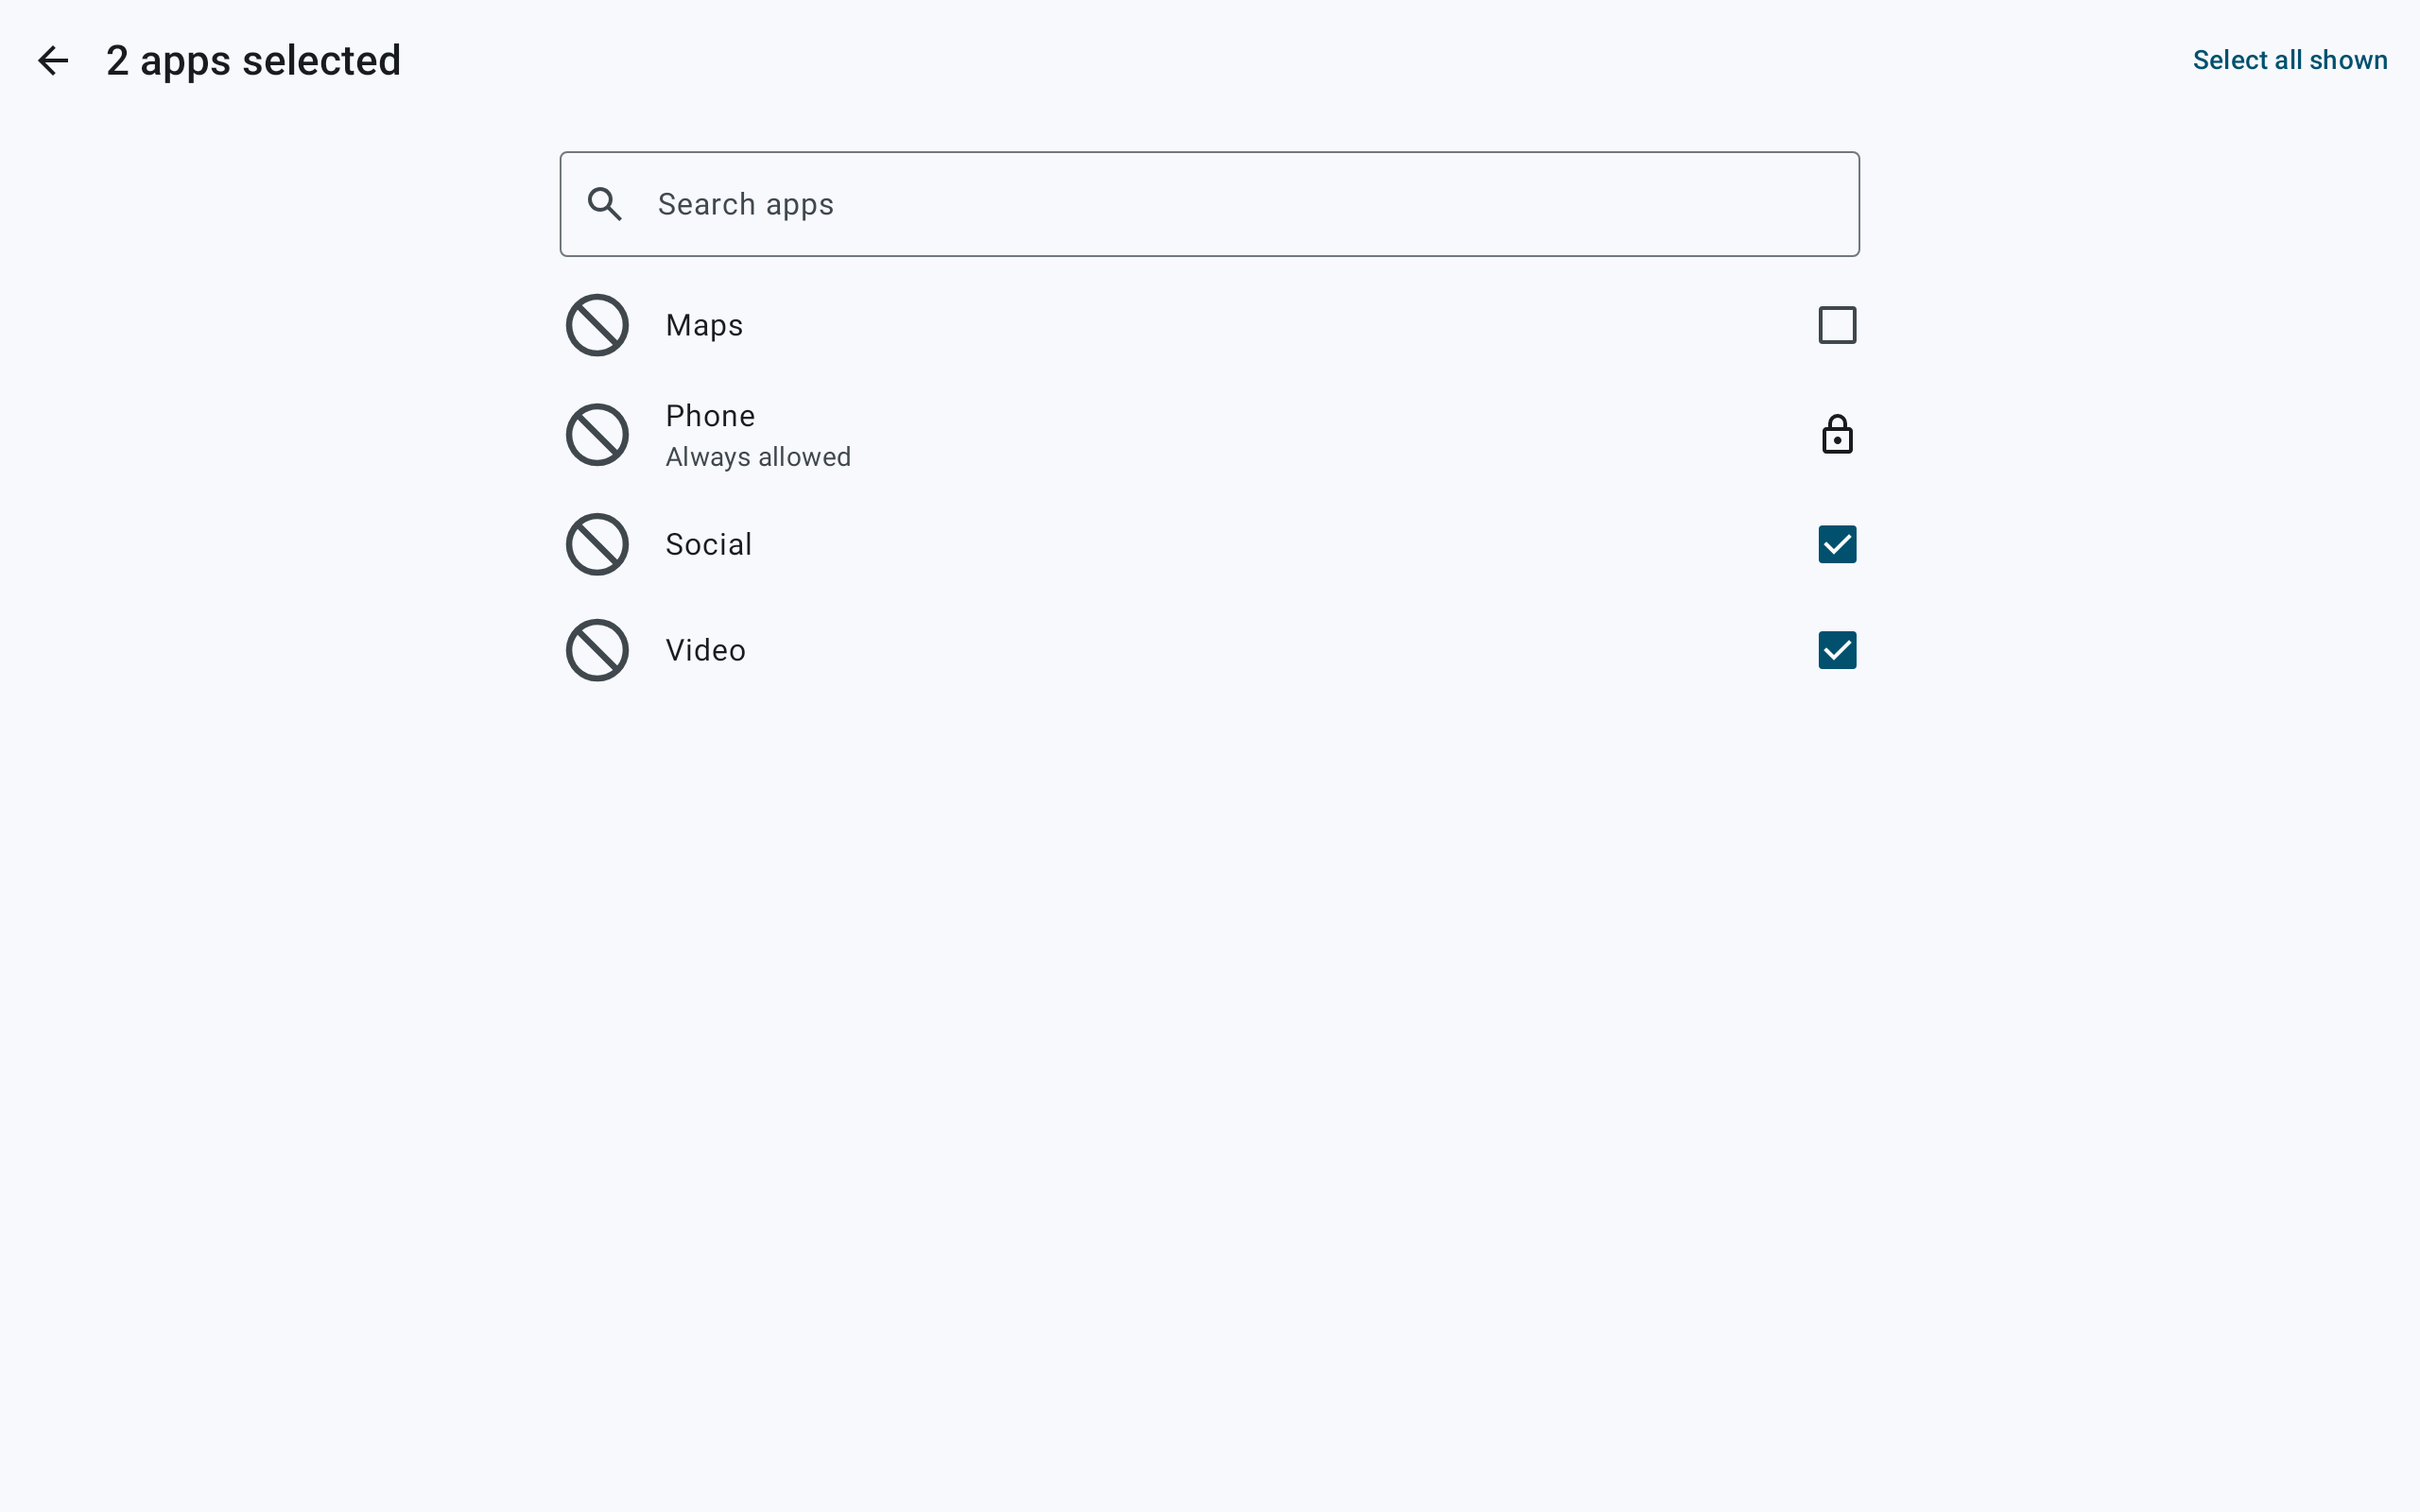 2 apps selected
Select all shown
Search apps
Maps
Phone
Always allowed
Social
Video